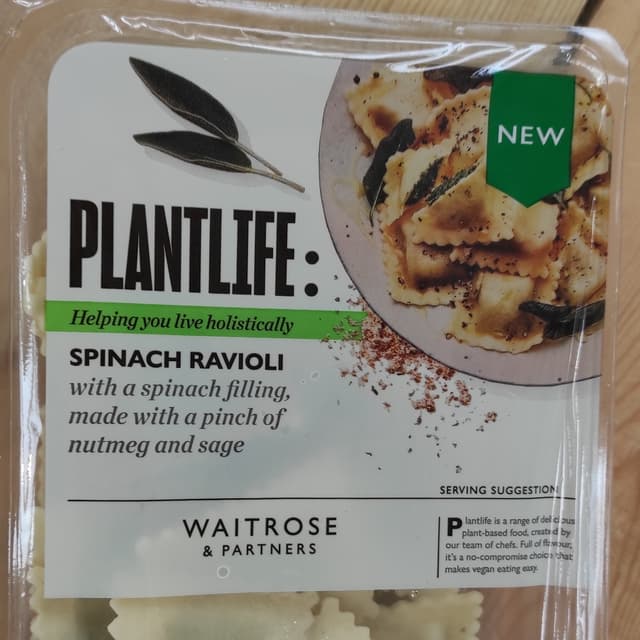 NEW
PLANTLIFE:
Helping you live holistically
SPINACH RAVIOLI
with a spinach filling,
made with a pinch of
nutmeg and sage
SERVING SUGGESTION
WAITROSE
& PARTNERS
Plantlife is a range of delicious
plant-based food, created by
our team of chefs. Full of flavour,
it's a no-compromise choice that
makes vegan eating easy.